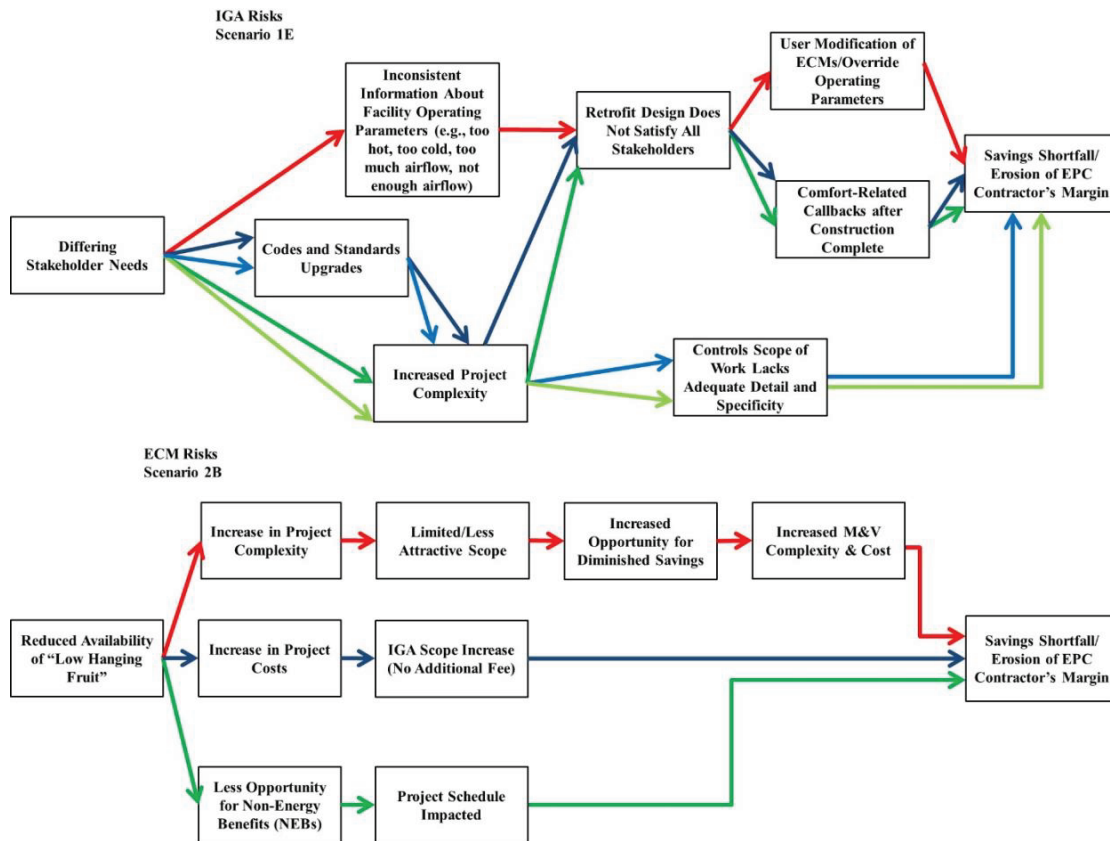 IGA Risks
Scenario 1E
Inconsistent
Information About
Facility Operating
Parameters (e.g., too
hot, too cold, too
much airflow, not
enough airflow)
Retrofit Design Does
Not Satisfy All
Stakeholders
User Modification of
ECMs/Override
Operating
Parameters
Savings Shortfall/
Erosion of EPC
Contractor's Margin
Differing
Stakeholder Needs
Codes and Standards
Upgrades
Comfort-Related
Callbacks after
Construction
Complete
Increased Project
Complexity
Controls Scope of
Work Lacks
Adequate Detail and
Specificity
ECM Risks
Scenario 2B
Increase in Project
Complexity
Limited/Less
Attractive Scope
Increased
Opportunity for
Diminished Savings
Increased M&V
Complexity & Cost
Reduced Availability
of “Low Hanging
Fruit”
Increase in Project
Costs
IGA Scope Increase
(No Additional Fee)
Savings Shortfall/
Erosion of EPC
Contractor's Margin
Less Opportunity
for Non-Energy
Benefits (NEBs)
Project Schedule
Impacted